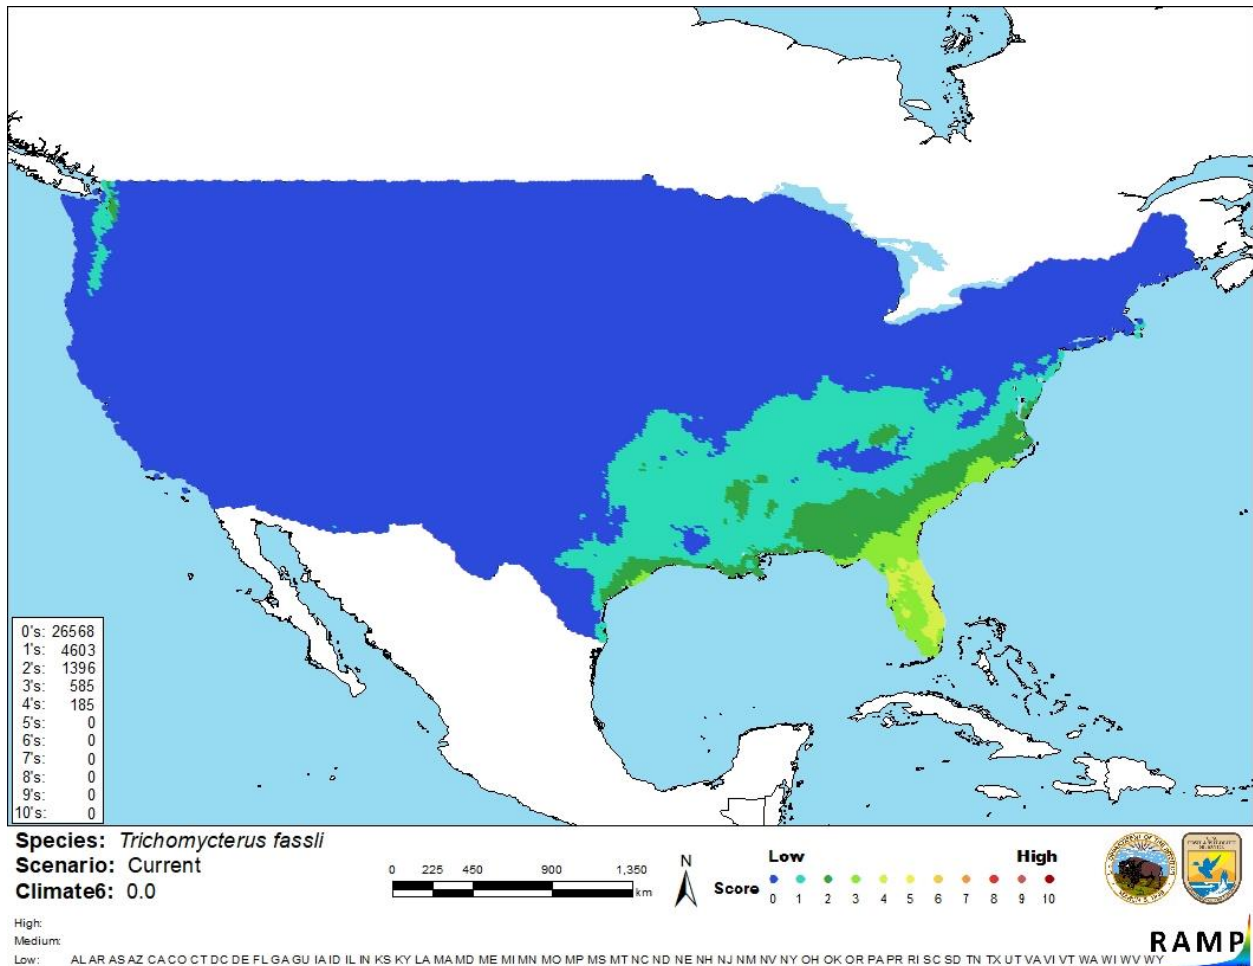 0's: 26568
1's: 4603
2's: 1396
3's: 585
4's: 185
5's: 0
6's: 0
7's: 0
8's: 0
9's: 0
10's: 0
Species: Trichomycterus fassli
Scenario: Current
Climate6: 0.0
0 225 450 900 1,350
km
N
Low High
Score
0 1 2 3 4 5 6 7 8 9 10
High:
Medium:
Low: AL AR AS AZ CA CO CT DC DE FL GA GU IA ID IL IN KS KY LA MA MD ME MI MN MO MP MS MT NC ND NE NH NJ NM NV NY OH OK OR PA PR RI SC SD TN TX UT VA VI VT WA WI WV WY
RAMP